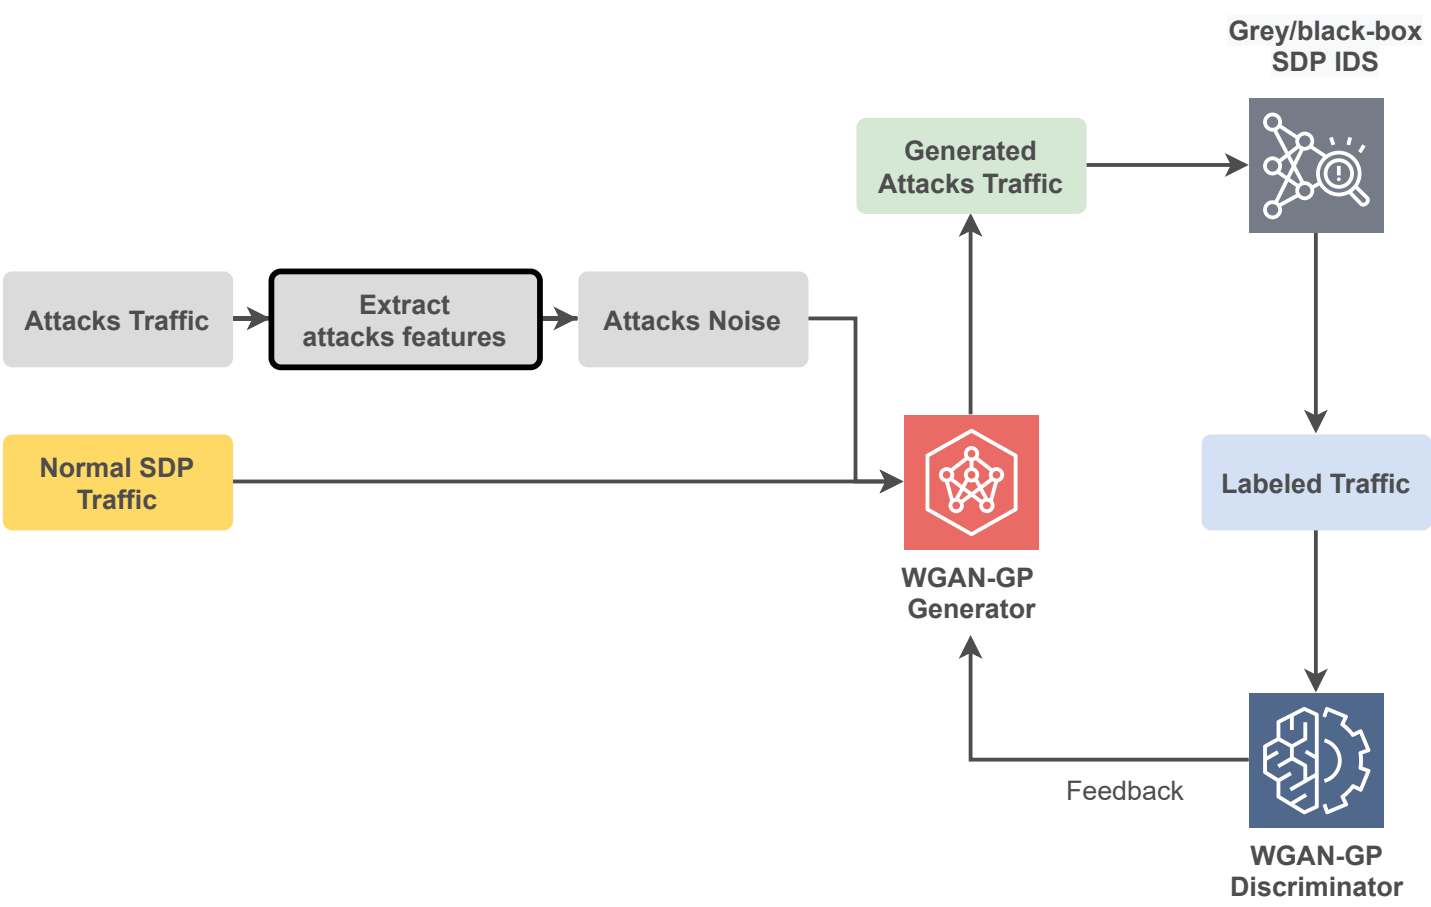 Grey/black-box
SDP IDS
Generated
Attacks Traffic
Attacks Traffic
Extract
attacks features
Attacks Noise
Normal SDP
Traffic
Labeled Traffic
WGAN-GP
Generator
Feedback
WGAN-GP
Discriminator